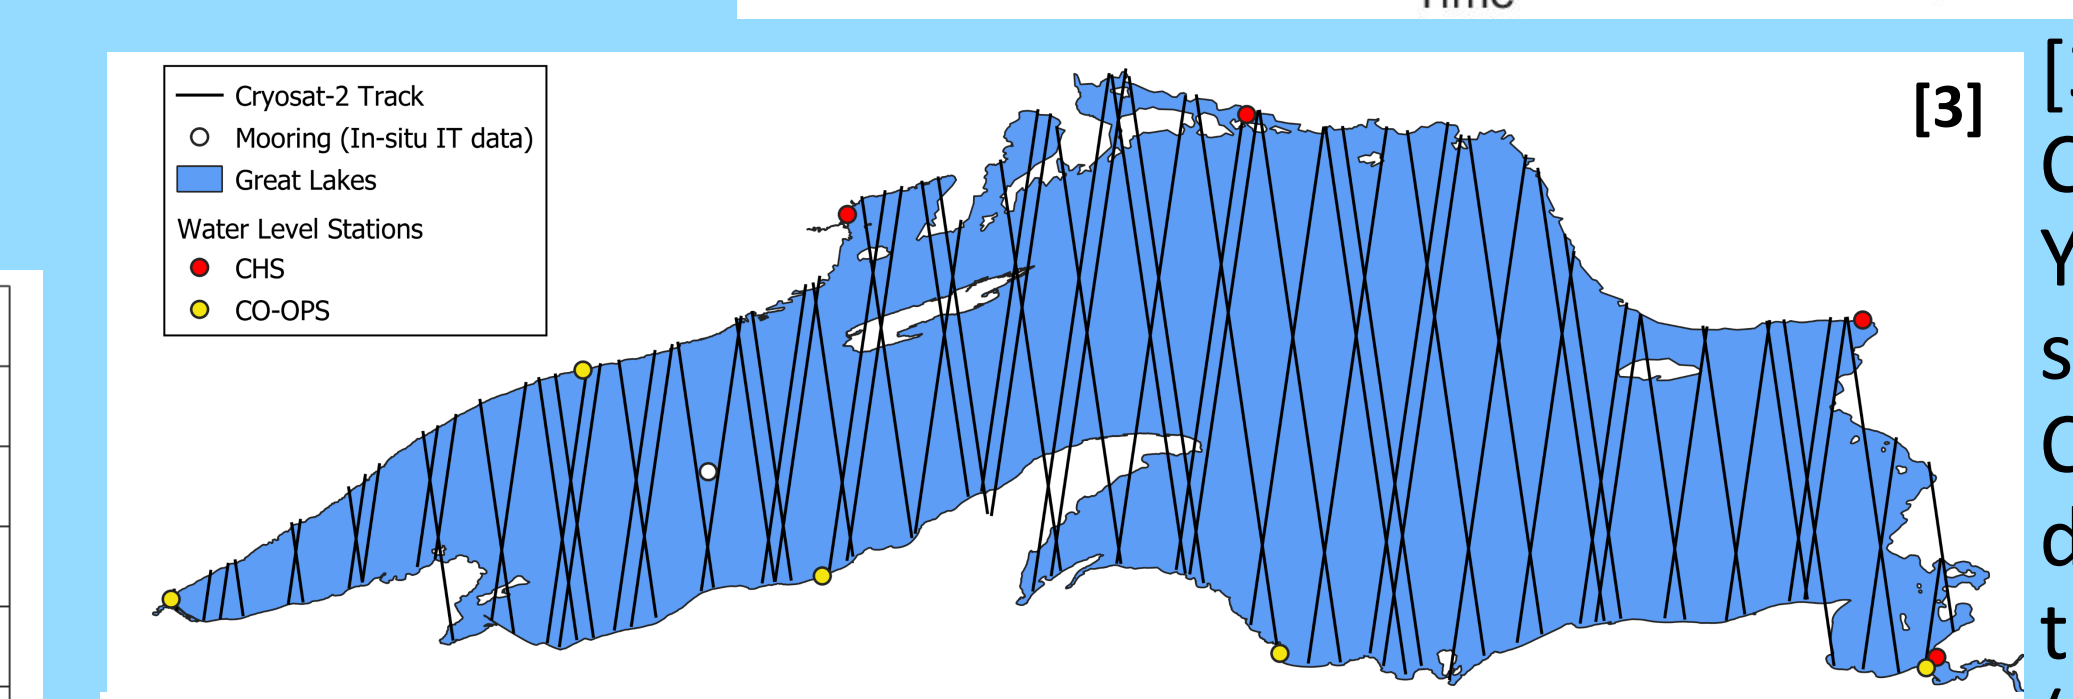 Cryosat-2 Track
Mooring (In-situ IT data)
Great Lakes
Water Level Stations
CHS
CO-OPS
[3]